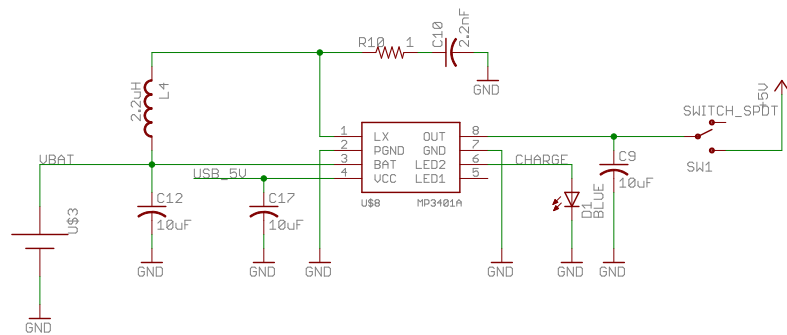 R10 1
C10
2.2nF
GND
2.2uH
L4
+5V
SWITCH_SPDT
SW1
1 LX OUT 8
2 PGND GND 7
3 BAT LED2 6
4 VCC LED1 5
U$8 MP3401A
VBAT
USB_5V
CHARGE
C9
10uF
C12
10uF
C17
10uF
D1
BLUE
U$3
GND
GND
GND
GND
GND
GND
GND